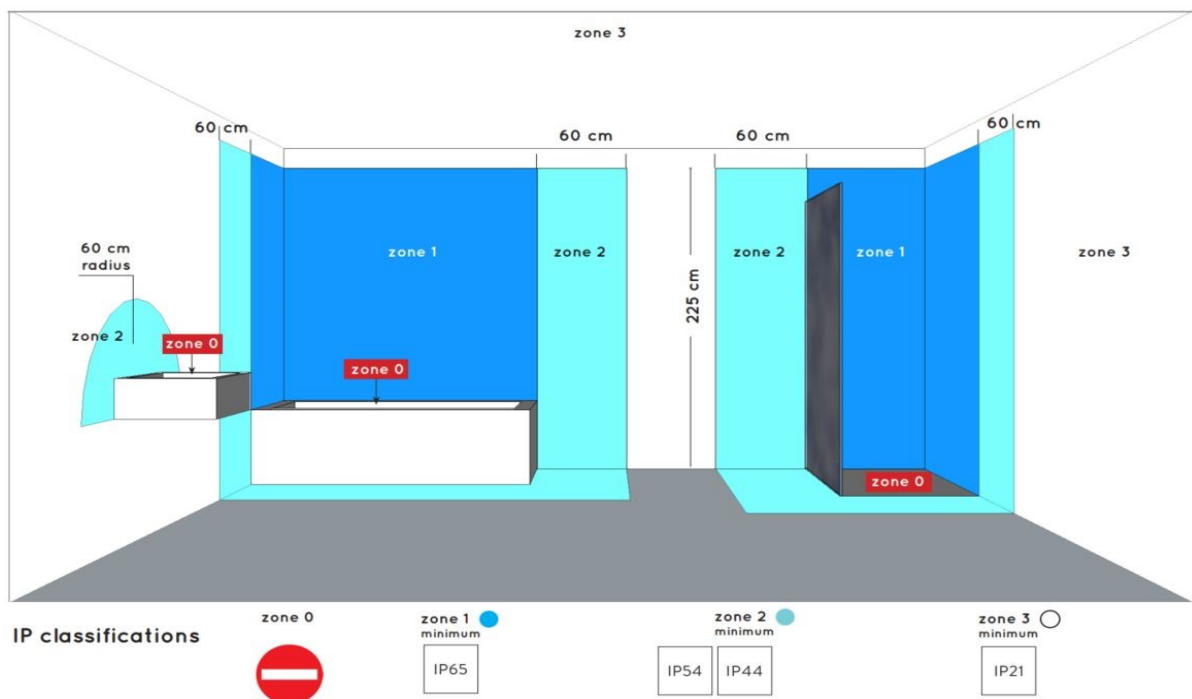 zone 3
60 cm
60 cm
60 cm
60 cm
zone 1
zone 2
zone 2
zone 1
zone 3
60 cm
radius
225 cm
zone 2
zone 0
zone 0
zone 0
IP classifications
zone 0
zone 1
minimum
IP65
zone 2
minimum
IP54
IP44
zone 3
minimum
IP21